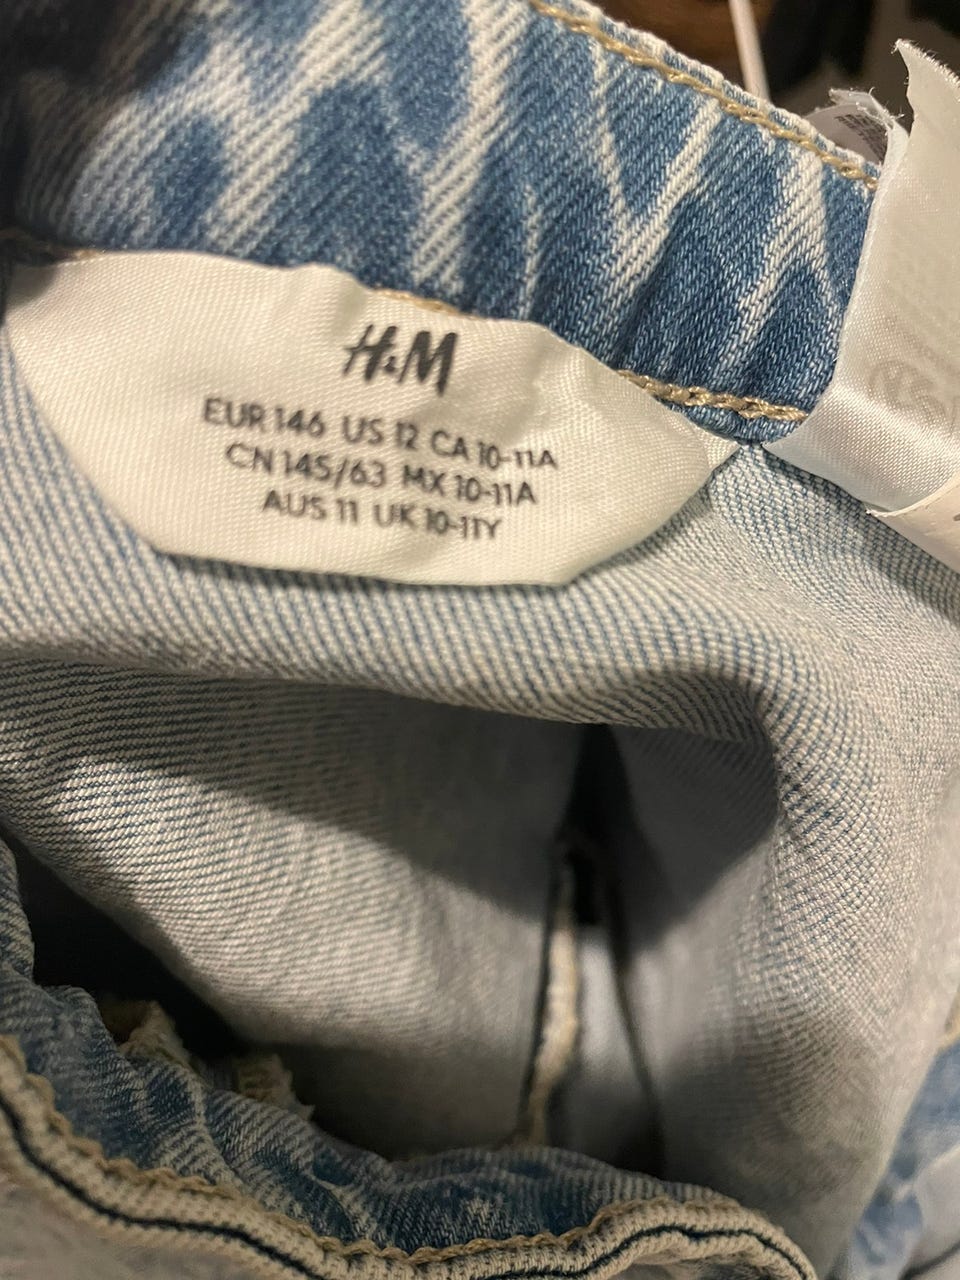 H&M
EUR 146 US 12 CA 10-11A
CN 145/63 MX 10-11A
AUS 11 UK 10-11Y